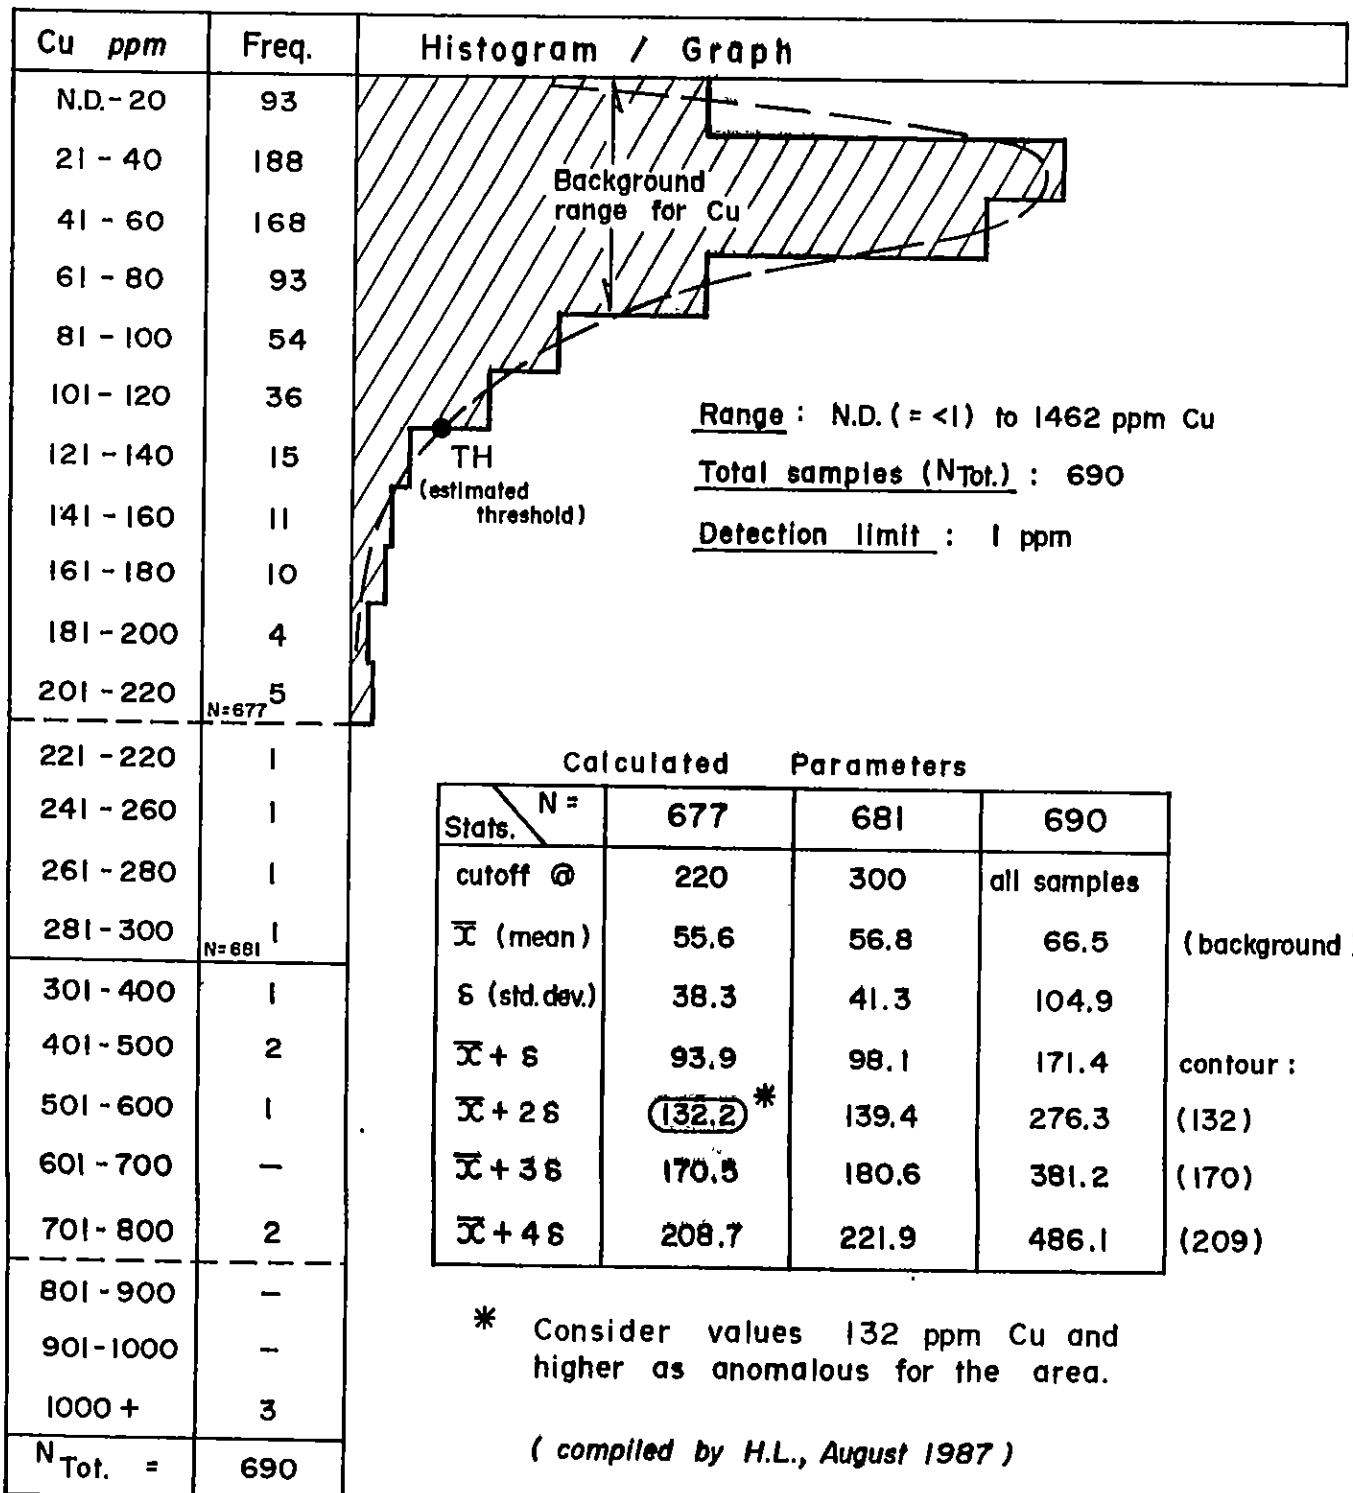 Cu ppm Freq. Histogram / Graph
N.D.-20 93
21 - 40 188
41 - 60 168
61 - 80 93
81 - 100 54
101 - 120 36
121 - 140 15
141 - 160 11
161 - 180 10
181 - 200 4
201 - 220 5
N=677
221 - 220 1
241 - 260 1
261 - 280 1
281 - 300 1
N=681
301 - 400 1
401 - 500 2
501 - 600 1
601 - 700 –
701 - 800 2
801 - 900 –
901 - 1000 –
1000 + 3
N Tot. = 690
Background
range for Cu
TH
(estimated
threshold)
Range : N.D. ( = <1) to 1462 ppm Cu
Total samples (N Tot.) : 690
Detection limit : 1 ppm
Calculated Parameters
Stats. N = 677 681 690
cutoff @ 220 300 all samples
x̄ (mean) 55.6 56.8 66.5 (background)
S (std. dev.) 38.3 41.3 104.9
x̄ + S 93.9 98.1 171.4 contour :
x̄ + 2S 132.2 * 139.4 276.3 (132)
x̄ + 3S 170.5 180.6 381.2 (170)
x̄ + 4S 208.7 221.9 486.1 (209)
* Consider values 132 ppm Cu and
higher as anomalous for the area.
( compiled by H.L., August 1987 )